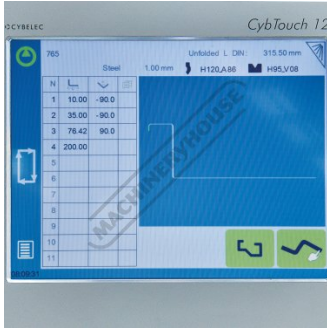 CYBELEC CybTouch 12
765 Unfolded L DIN: 315.50 mm
Steel 1.00 mm H120,A86 H95,V08
N
1 10.00 -90.0
2 35.00 -90.0
3 76.42 90.0
4 200.00
5
6
7
8
9
10
11
MACHINERYHOUSE
08:09:31